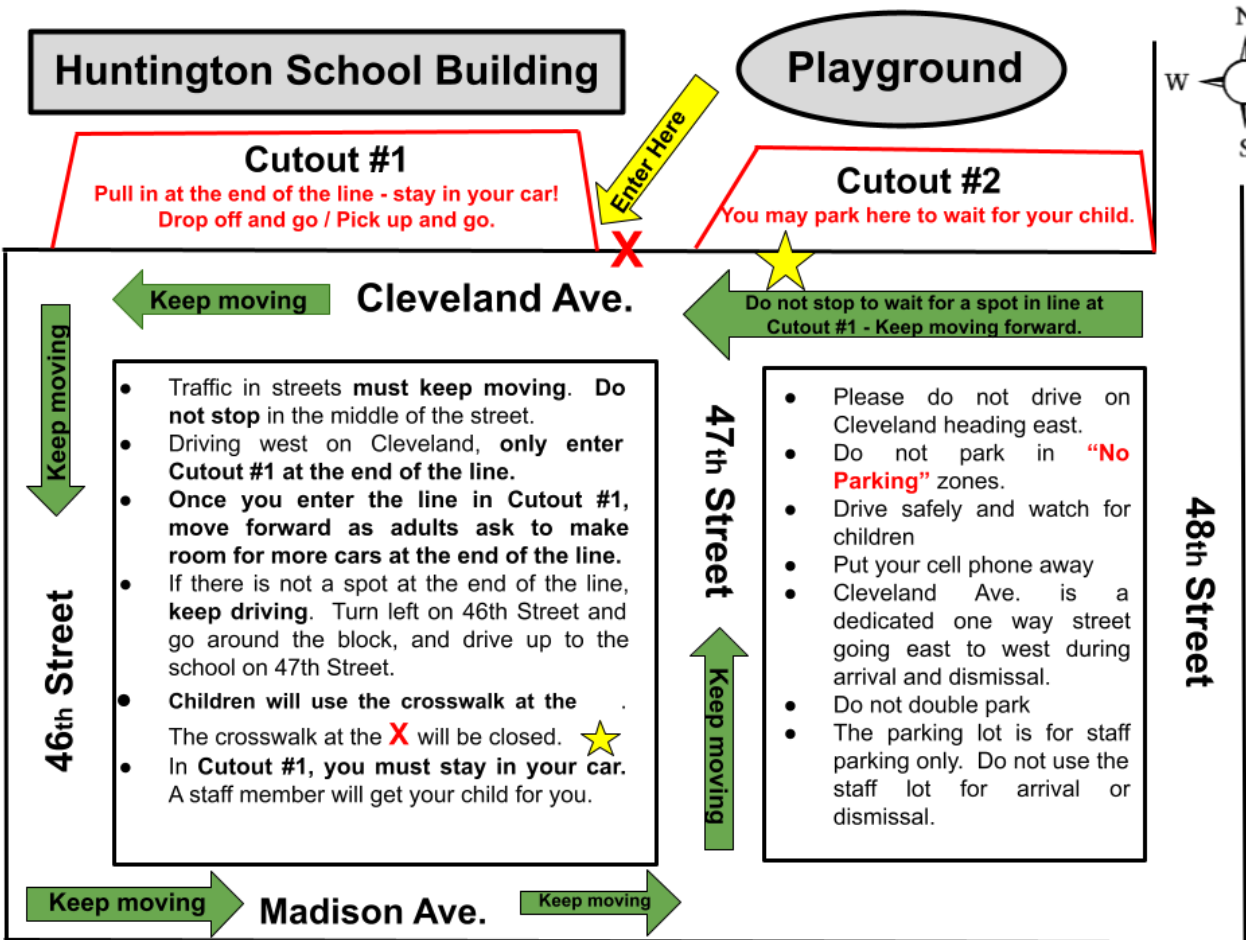 N
Huntington School Building
Playground
W
S
Enter Here
Cutout #1
Pull in at the end of the line - stay in your car!
Drop off and go / Pick up and go.
Cutout #2
You may park here to wait for your child.
X
Keep moving
Cleveland Ave.
Do not stop to wait for a spot in line at
Cutout #1 - Keep moving forward.
Keep moving
46th Street
● Traffic in streets must keep moving. Do
not stop in the middle of the street.
● Driving west on Cleveland, only enter
Cutout #1 at the end of the line.
● Once you enter the line in Cutout #1,
move forward as adults ask to make
room for more cars at the end of the line.
● If there is not a spot at the end of the line,
keep driving. Turn left on 46th Street and
go around the block, and drive up to the
school on 47th Street.
● Children will use the crosswalk at the .
The crosswalk at the X will be closed.
● In Cutout #1, you must stay in your car.
A staff member will get your child for you.
47th Street
Keep moving
● Please do not drive on
Cleveland heading east.
● Do not park in “No
Parking” zones.
● Drive safely and watch for
children
● Put your cell phone away
● Cleveland Ave. is a
dedicated one way street
going east to west during
arrival and dismissal.
● Do not double park
● The parking lot is for staff
parking only. Do not use the
staff lot for arrival or
dismissal.
48th Street
Keep moving
Madison Ave.
Keep moving